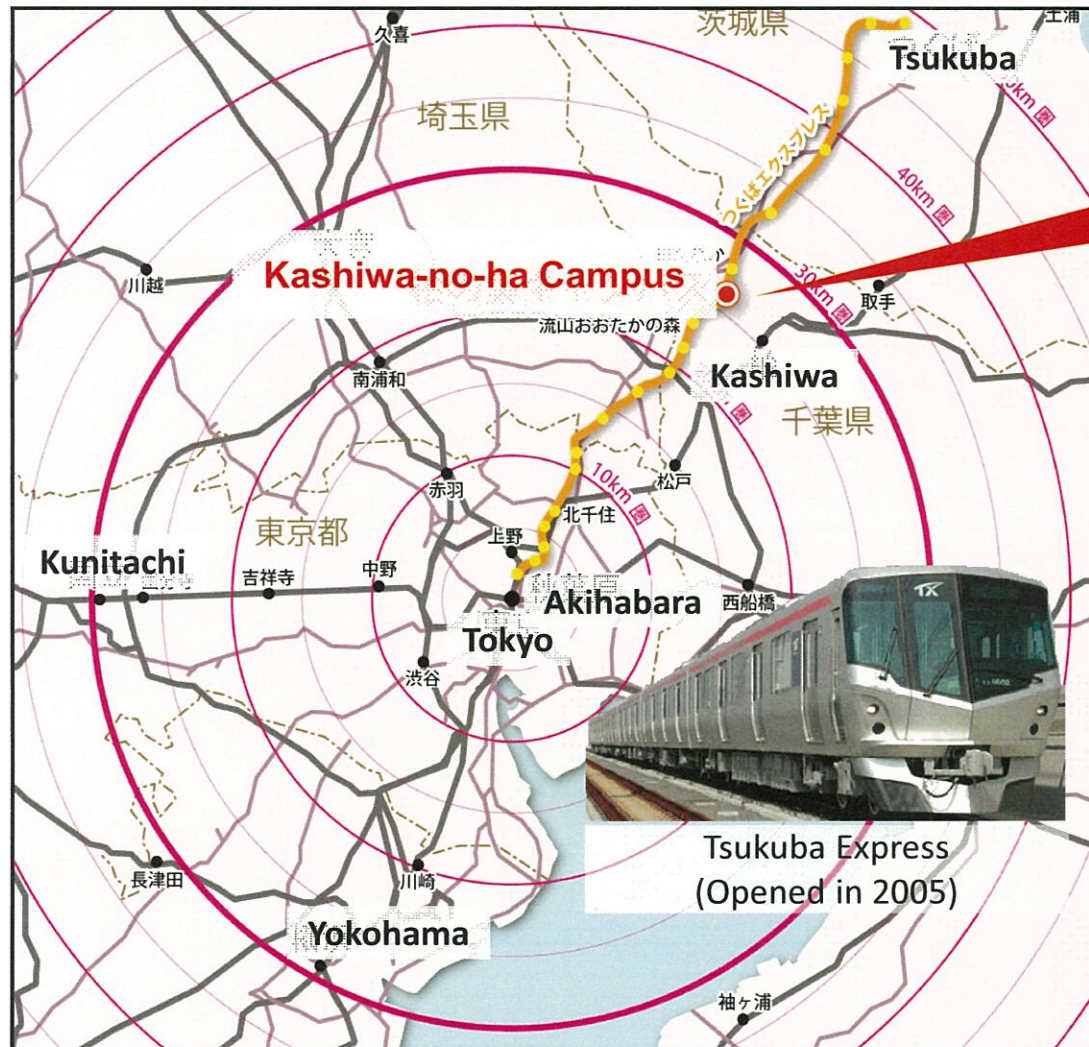 久喜
茨城県
土浦
Tsukuba
埼玉県
つくばエクスプレス
40km圏
川越
Kashiwa-no-ha Campus
30km圏
取手
流山おおたかの森
南浦和
Kashiwa
千葉県
10km圏
赤羽
松戸
北千住
東京都
上野
Kunitachi
吉祥寺
中野
Akihabara
西船橋
Tokyo
渋谷
TX
Tsukuba Express
(Opened in 2005)
長津田
川崎
Yokohama
袖ヶ浦